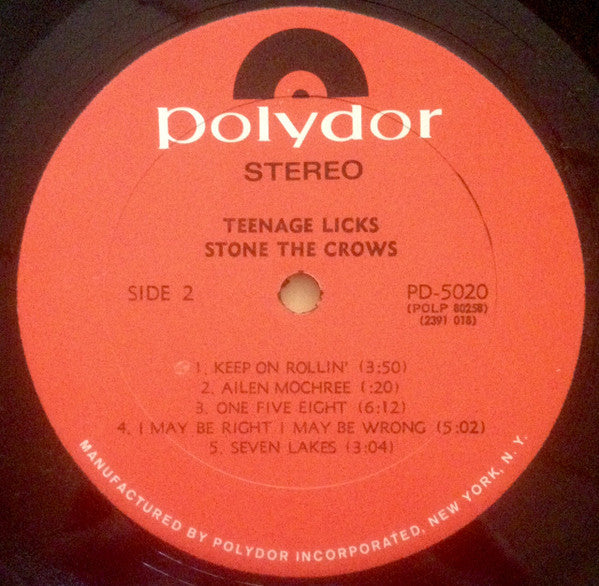 polydor
STEREO
TEENAGE LICKS
STONE THE CROWS
SIDE 2
PD-5020
(POLP 80258)
(2391 018)
1. KEEP ON ROLLIN' (3:50)
2. AILEN MOCHREE (:20)
3. ONE FIVE EIGHT (6:12)
4. I MAY BE RIGHT I MAY BE WRONG (5:02)
5. SEVEN LAKES (3:04)
MANUFACTURED BY POLYDOR INCORPORATED, NEW YORK, N. Y.